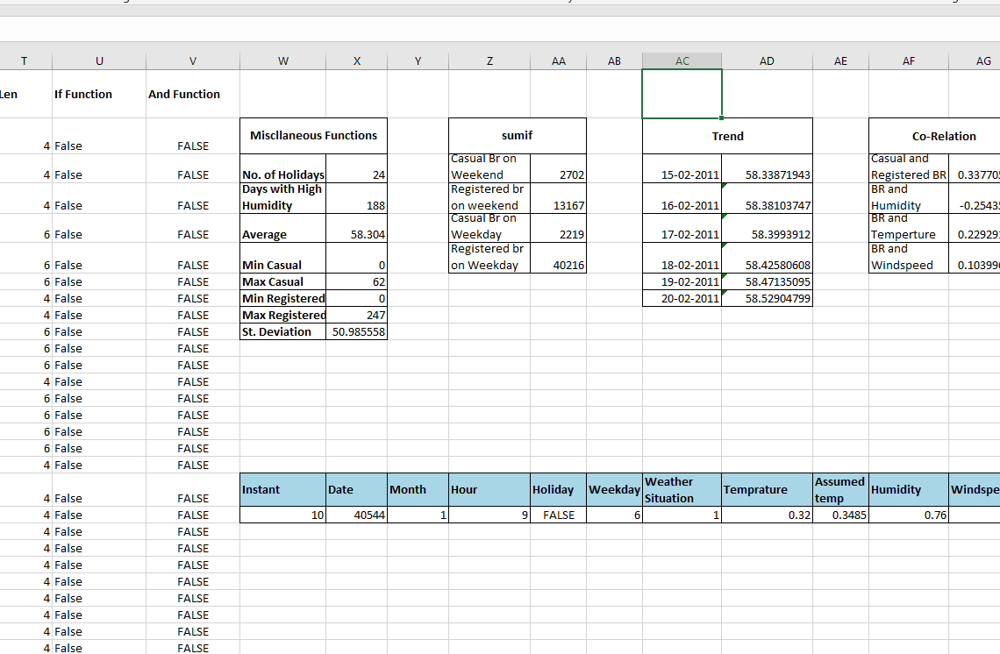 T U V W X Y Z AA AB AC AD AE AF AG
Len If Function And Function
Miscllaneous Functions sumif Trend Co-Relation
4 False FALSE
Casual Br on Casual and
4 False FALSE No. of Holidays 24 Weekend 2702 15-02-2011 58.33871943 Registered BR
Days with High Registered br BR and
4 False FALSE Humidity 188 on weekend 13167 16-02-2011 58.38103747 Humidity
Casual Br on BR and
6 False FALSE Average 58.304 Weekday 2219 17-02-2011 58.3993912 Temperture
Registered br BR and
6 False FALSE Min Casual 0 on Weekday 40216 18-02-2011 58.42580608 Windspeed
6 False FALSE Max Casual 62 19-02-2011 58.47135095
4 False FALSE Min Registered 0 20-02-2011 58.52904799
4 False FALSE Max Registered 247
6 False FALSE St. Deviation 50.985558
6 False FALSE
6 False FALSE
4 False FALSE
6 False FALSE
6 False FALSE
6 False FALSE
6 False FALSE
4 False FALSE
Instant Date Month Hour Holiday Weekday Weather Temprature Assumed Humidity Windspe
4 False FALSE Situation temp
4 False FALSE 10 40544 1 9 FALSE 6 1 0.32 0.3485 0.76
4 False FALSE
4 False FALSE
4 False FALSE
4 False FALSE
4 False FALSE
4 False FALSE
4 False FALSE
4 False FALSE